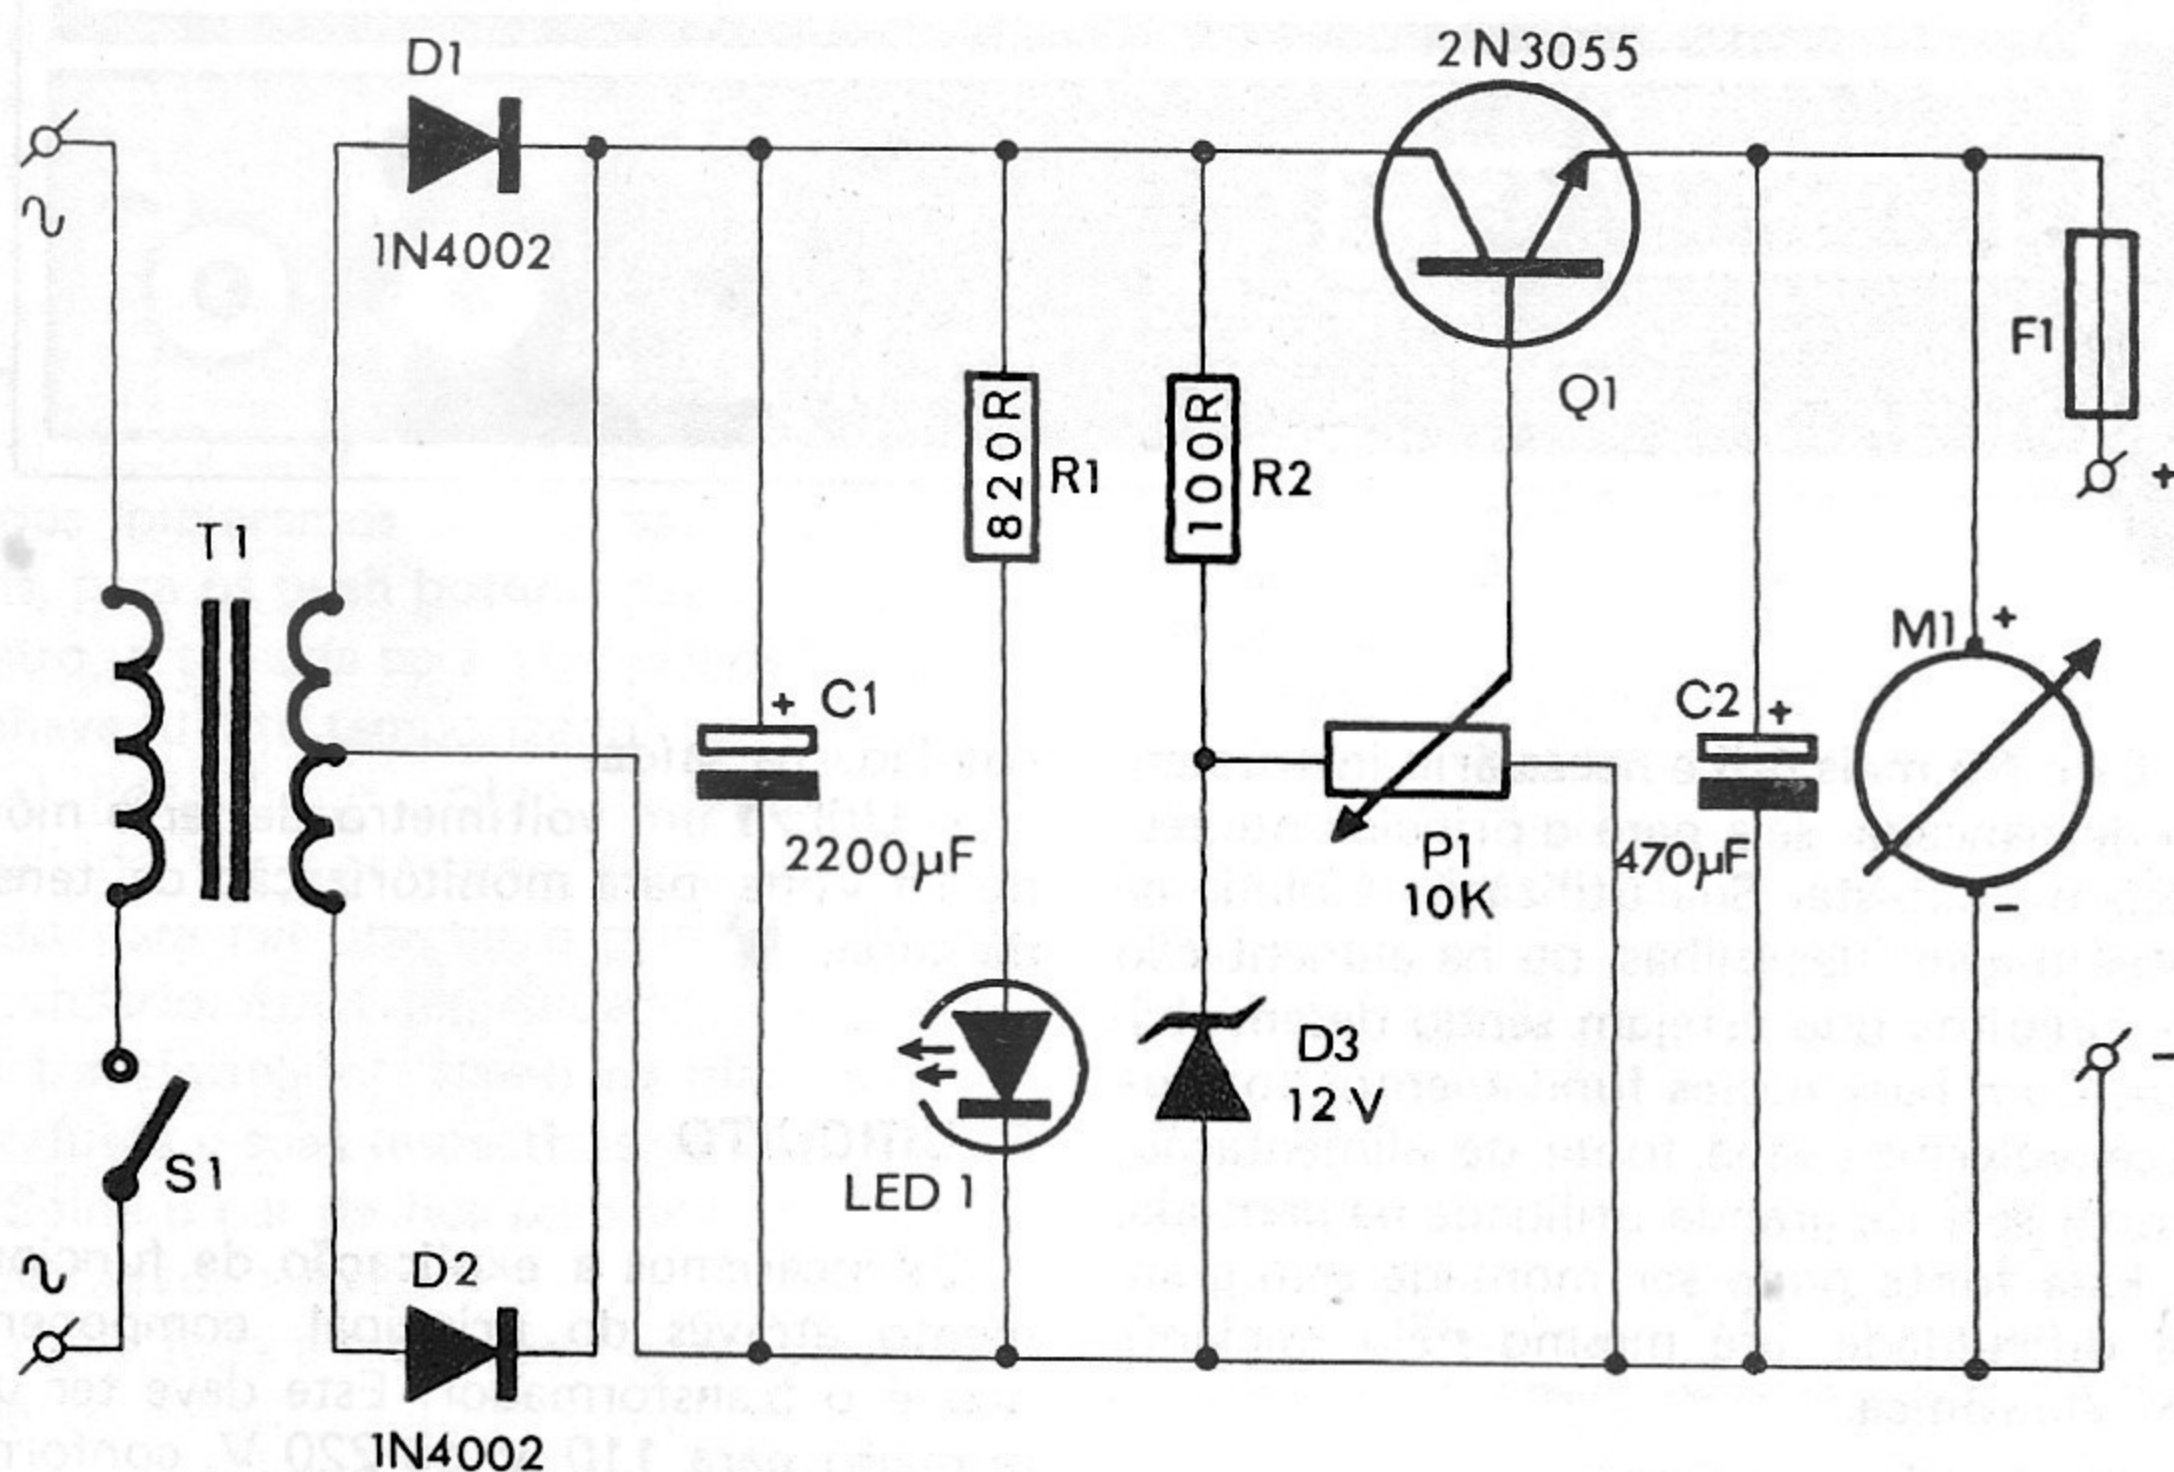 D1
1N4002
2N3055
Q1
F1
+
820R
R1
100R
R2
T1
+
C1
2200µF
P1
10K
C2
+
470µF
M1
+
-
D3
12 V
LED 1
S1
D2
1N4002
-